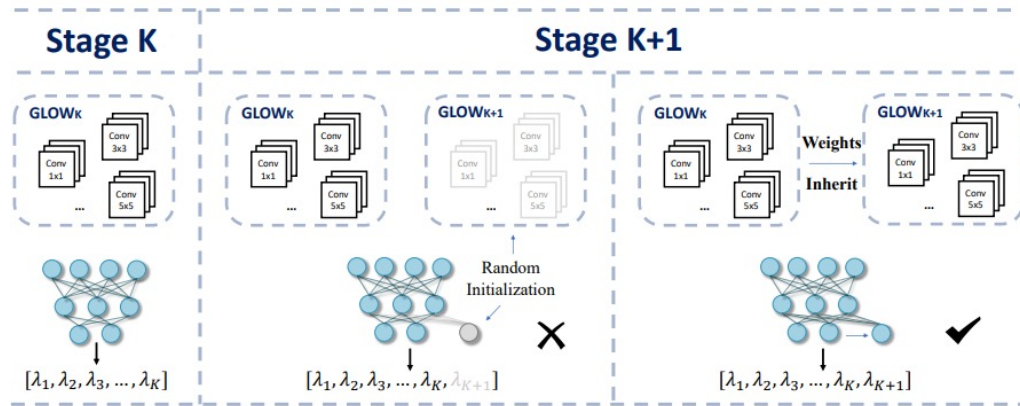 Stage K
Stage K+1
GLOWK
Conv
3x3
Conv
1x1
Conv
5x5
...
[λ1, λ2, λ3, ..., λK]
GLOWK
Conv
3x3
Conv
1x1
Conv
5x5
...
GLOWK+1
Conv
3x3
Conv
1x1
Conv
5x5
...
Random
Initialization
[λ1, λ2, λ3, ..., λK, λK+1]
GLOWK
Conv
3x3
Conv
1x1
Conv
5x5
...
Weights
Inherit
GLOWK+1
Conv
3x3
Conv
1x1
Conv
5x5
...
[λ1, λ2, λ3, ..., λK, λK+1]